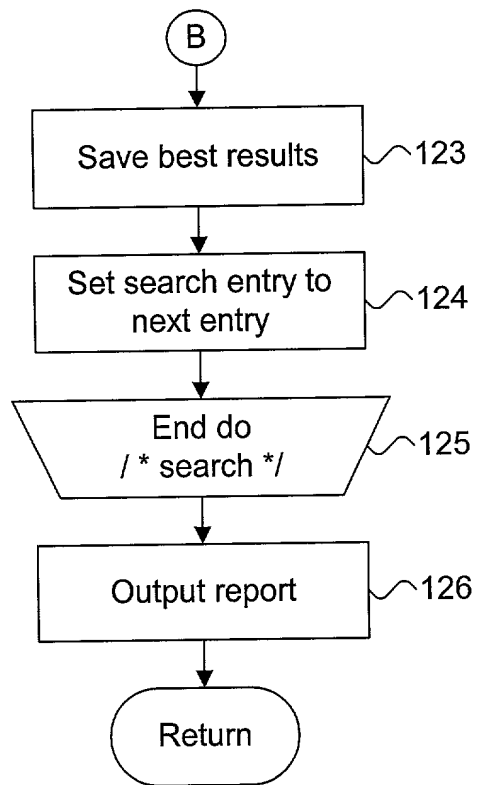 B
Save best results
123
Set search entry to
next entry
124
End do
/ * search */
125
Output report
126
Return